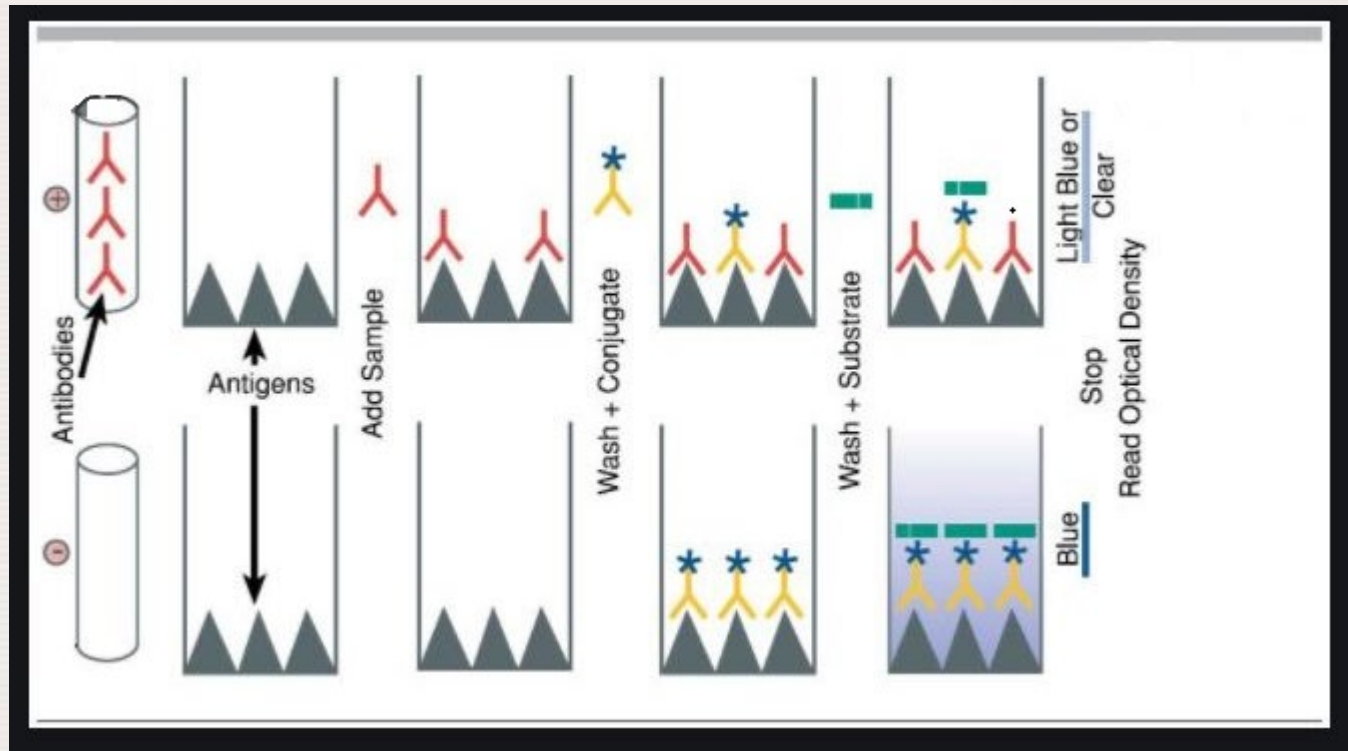 +
Antibodies
Antigens
Add Sample
Wash + Conjugate
Wash + Substrate
Light Blue or
Clear
Stop
Read Optical Density
-
Blue